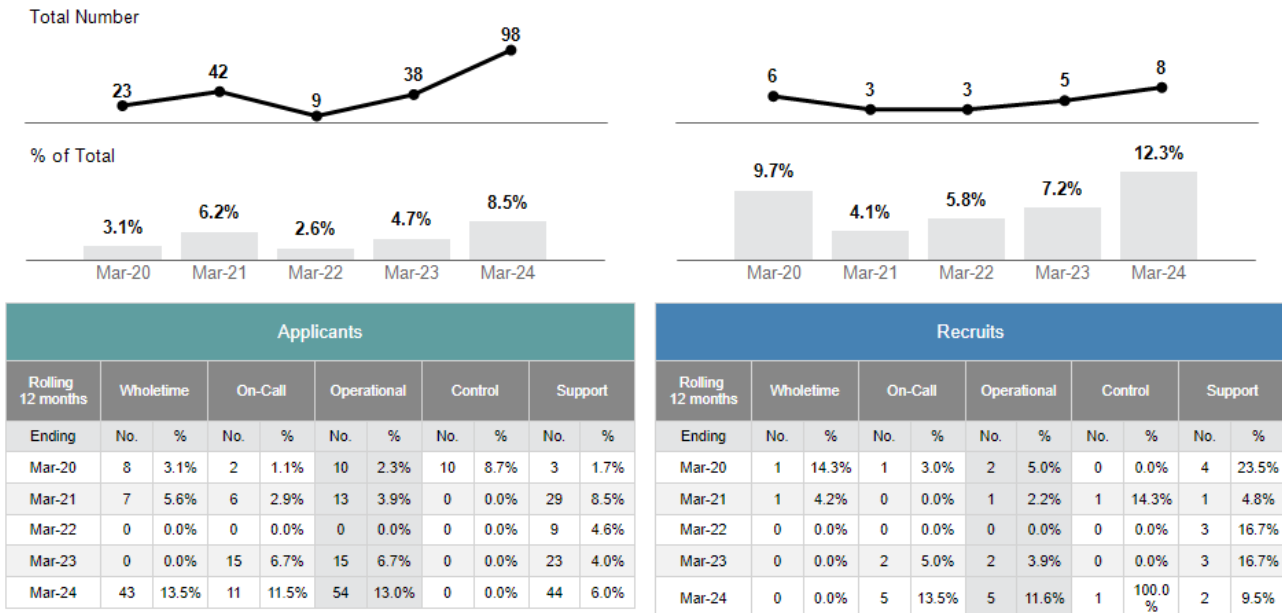 Total Number
23 42 9 38 98
6 3 3 5 8
% of Total
3.1% 6.2% 2.6% 4.7% 8.5%
9.7% 4.1% 5.8% 7.2% 12.3%
Mar-20 Mar-21 Mar-22 Mar-23 Mar-24
Mar-20 Mar-21 Mar-22 Mar-23 Mar-24
Applicants
Rolling 12 months Wholetime On-Call Operational Control Support
Ending No. % No. % No. % No. % No. %
Mar-20 8 3.1% 2 1.1% 10 2.3% 10 8.7% 3 1.7%
Mar-21 7 5.6% 6 2.9% 13 3.9% 0 0.0% 29 8.5%
Mar-22 0 0.0% 0 0.0% 0 0.0% 0 0.0% 9 4.6%
Mar-23 0 0.0% 15 6.7% 15 6.7% 0 0.0% 23 4.0%
Mar-24 43 13.5% 11 11.5% 54 13.0% 0 0.0% 44 6.0%
Recruits
Rolling 12 months Wholetime On-Call Operational Control Support
Ending No. % No. % No. % No. % No. %
Mar-20 1 14.3% 1 3.0% 2 5.0% 0 0.0% 4 23.5%
Mar-21 1 4.2% 0 0.0% 1 2.2% 1 14.3% 1 4.8%
Mar-22 0 0.0% 0 0.0% 0 0.0% 0 0.0% 3 16.7%
Mar-23 0 0.0% 2 5.0% 2 3.9% 0 0.0% 3 16.7%
Mar-24 0 0.0% 5 13.5% 5 11.6% 1 100.0 % 2 9.5%